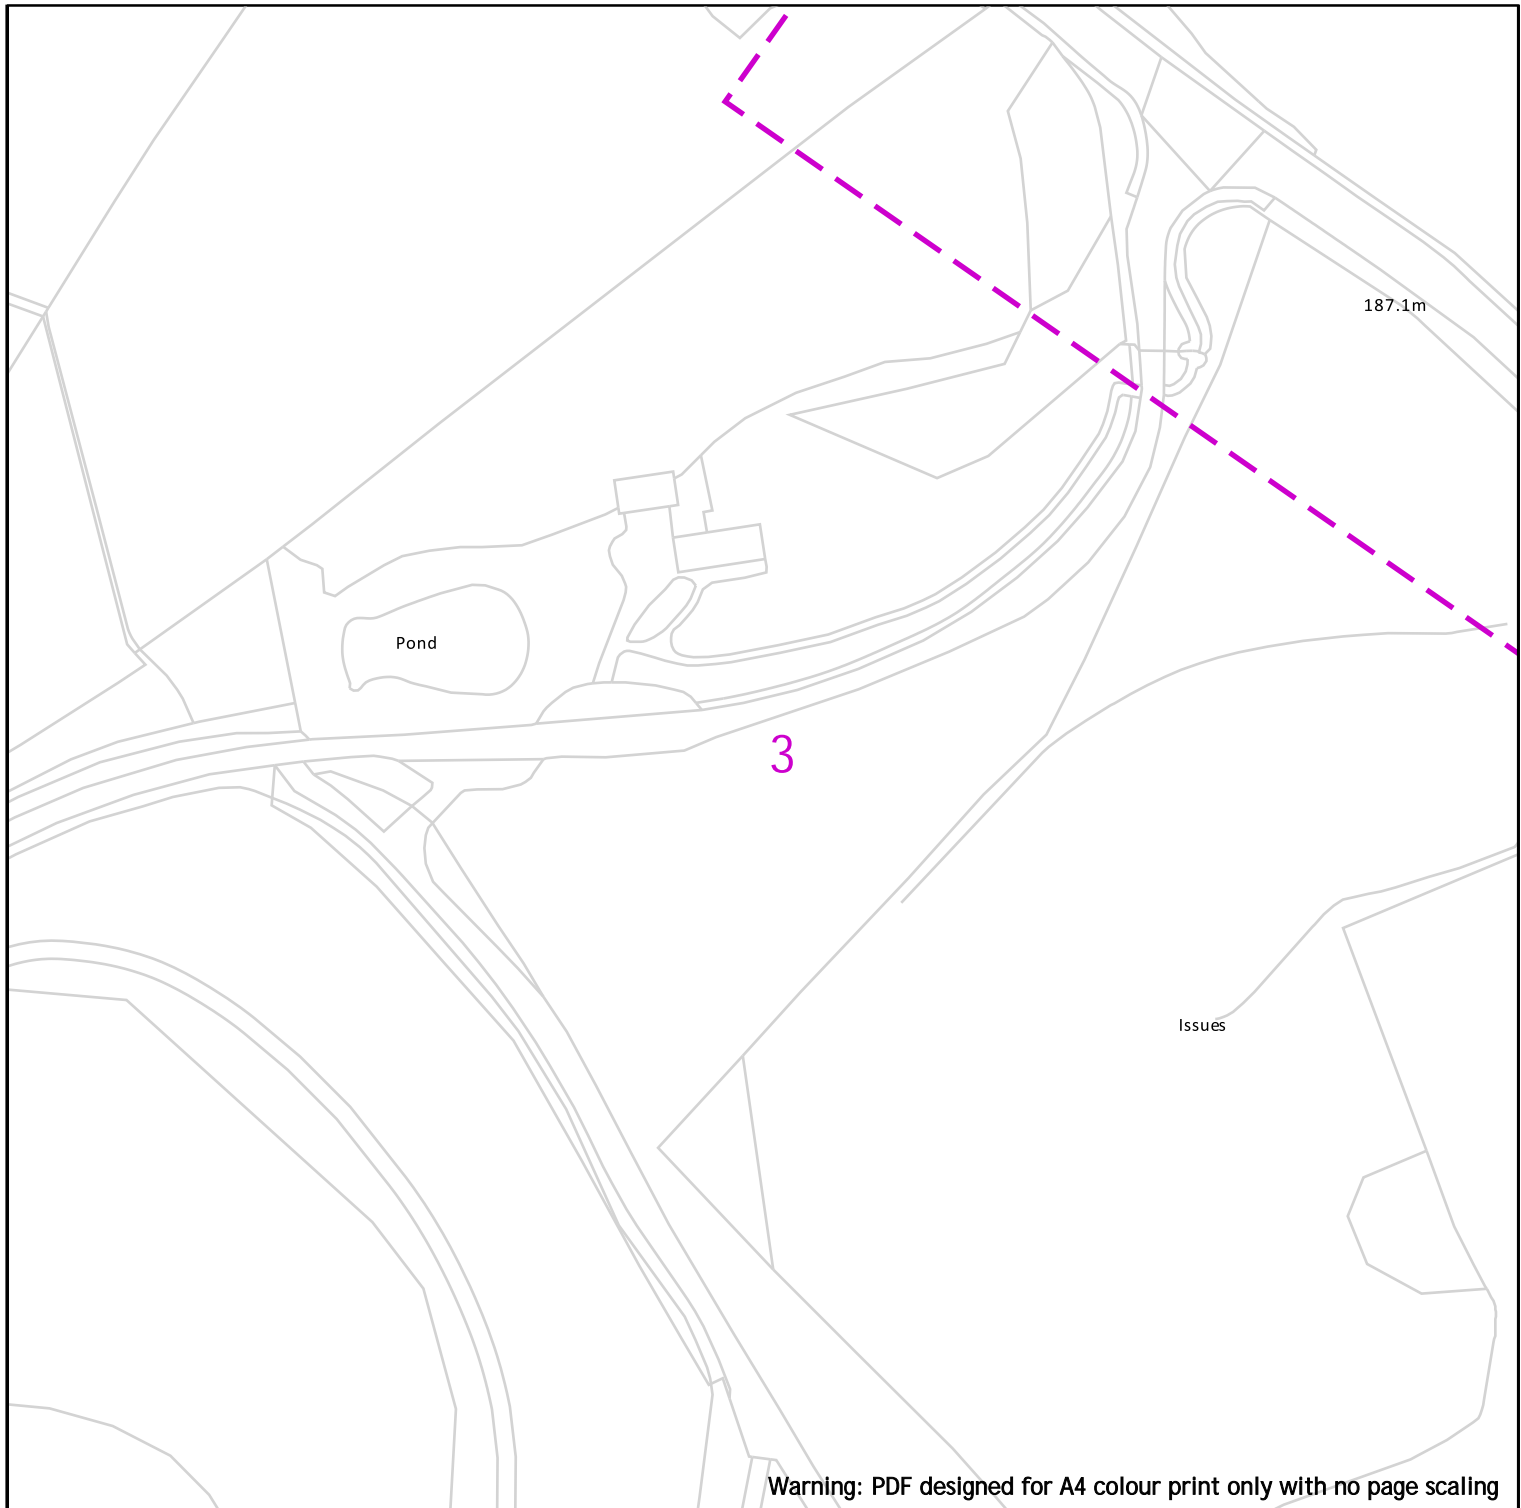 187.1m
Pond
3
Issues
Warning: PDF designed for A4 colour print only with no page scaling